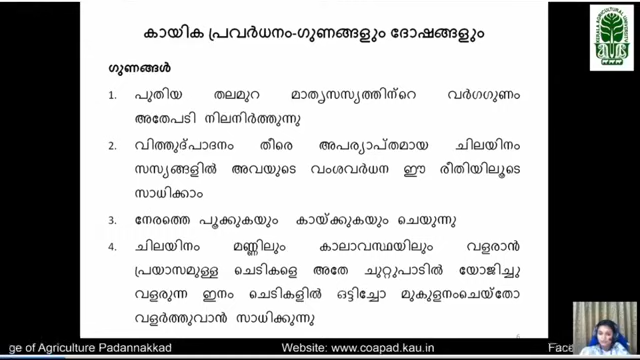 കായിക പ്രവർധനം-ഗുണങ്ങളും ദോഷങ്ങളും
ഗുണങ്ങൾ
1. പുതിയ തലമുറ മാതൃസസ്യത്തിന്റെ വർഗഗുണം
അതേപടി നിലനിർത്തുന്നു
2. വിത്തുദ്പാദനം തീരെ അപര്യാപ്തമായ ചിലയിനം
സസ്യങ്ങളിൽ അവയുടെ വംശവർധന ഈ രീതിയിലൂടെ
സാധിക്കാം
3. നേരത്തെ പൂക്കുകയും കായ്ക്കുകയും ചെയുന്നു
4. ചിലയിനം മണ്ണിലും കാലാവസ്ഥയിലും വളരാൻ
പ്രയാസമുള്ള ചെടികളെ അതേ ചുറ്റുപാടിൽ യോജിച്ചു
വളരുന്ന ഇനം ചെടികളിൽ ഒട്ടിച്ചോ മുകുളനംചെയ്തോ
വളർത്തുവാൻ സാധിക്കുന്നു
6
ge of Agriculture Padannakkad Website: www.coapad.kau.in Face